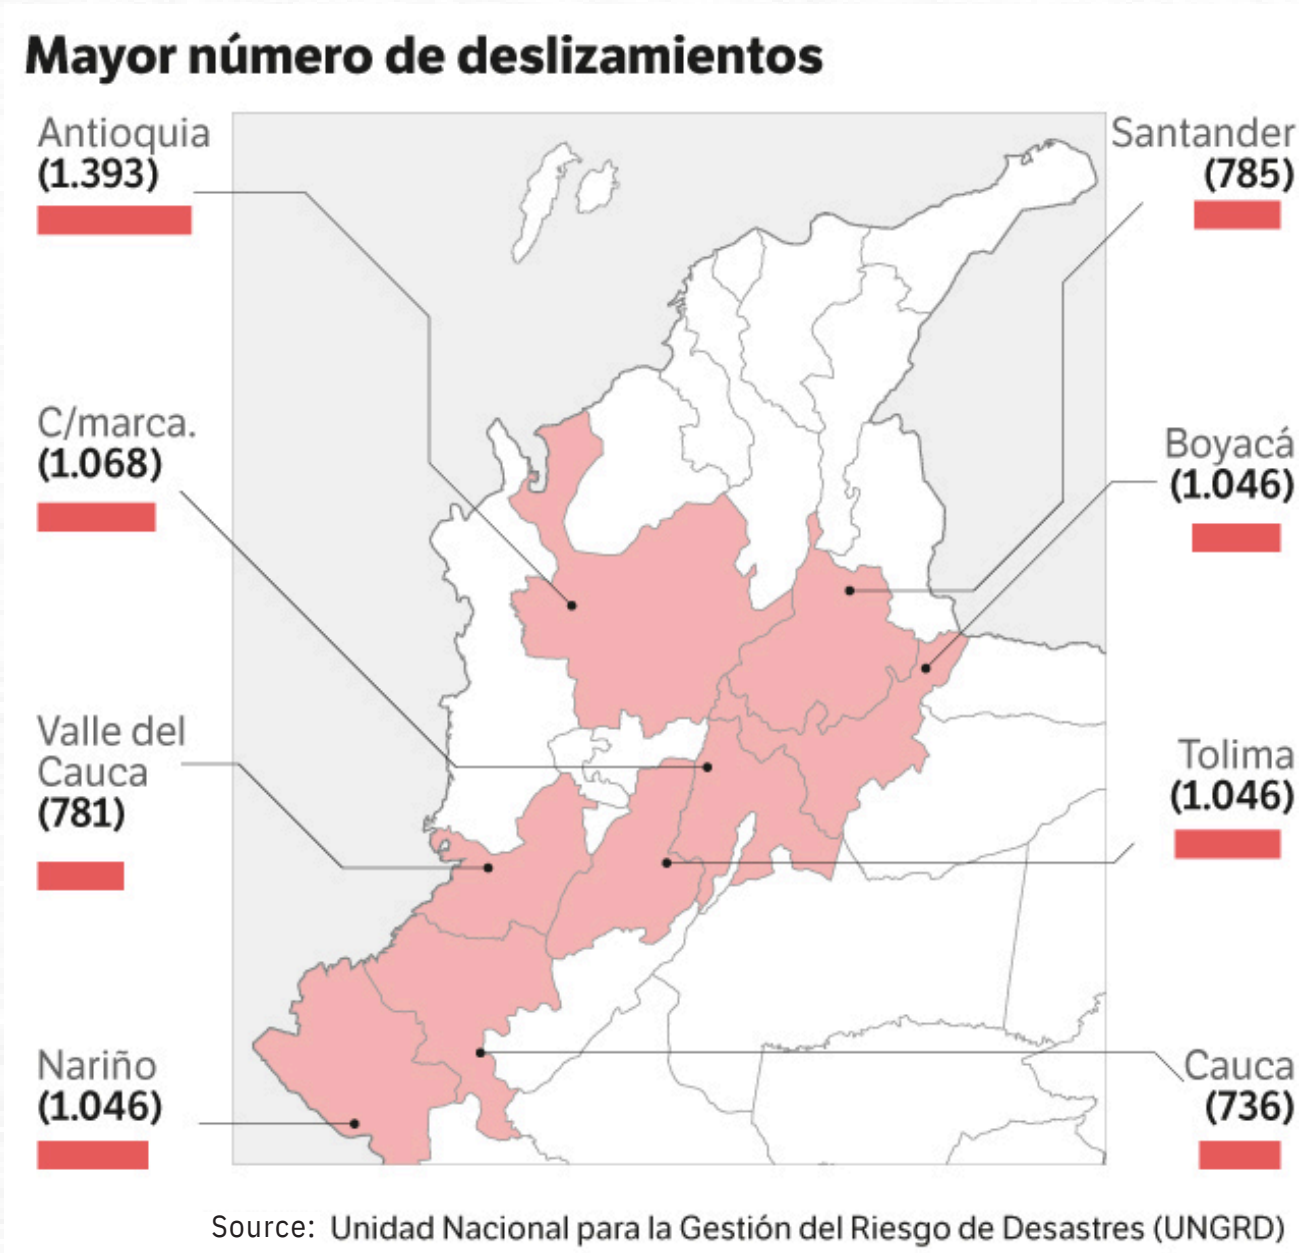 Mayor número de deslizamientos
Antioquia
(1.393)
Santander
(785)
C/marca.
(1.068)
Boyacá
(1.046)
Valle del
Cauca
(781)
Tolima
(1.046)
Nariño
(1.046)
Cauca
(736)
Source: Unidad Nacional para la Gestión del Riesgo de Desastres (UNGRD)